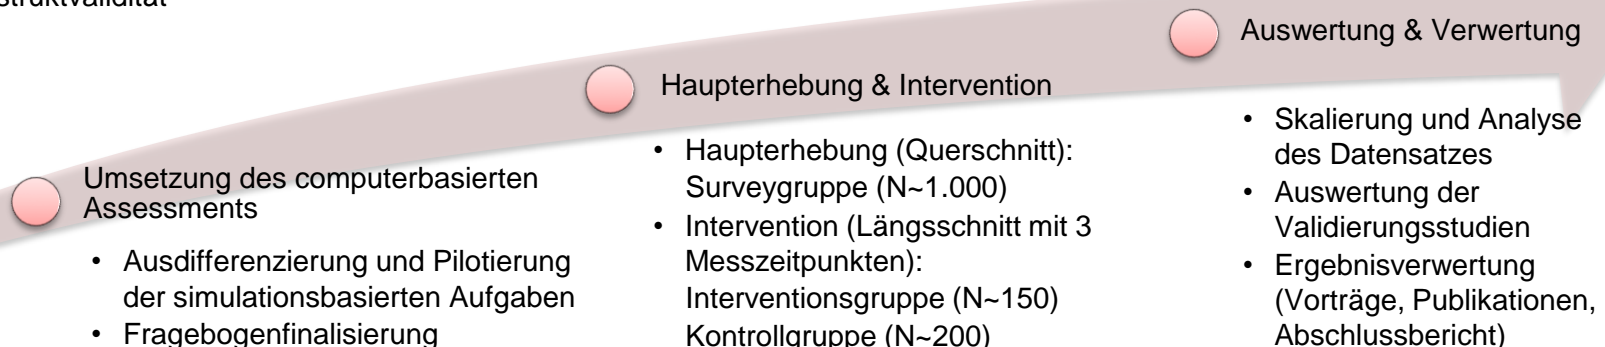 Umsetzung des computerbasierten
Assessments
• Ausdifferenzierung und Pilotierung
der simulationsbasierten Aufgaben
• Fragebogenfinalisierung
Haupterhebung & Intervention
• Haupterhebung (Querschnitt):
Surveygruppe (N~1.000)
• Intervention (Längsschnitt mit 3
Messzeitpunkten):
Interventionsgruppe (N~150)
Kontrollgruppe (N~200)
Auswertung & Verwertung
• Skalierung und Analyse
des Datensatzes
• Auswertung der
Validierungsstudien
• Ergebnisverwertung
(Vorträge, Publikationen,
Abschlussbericht)